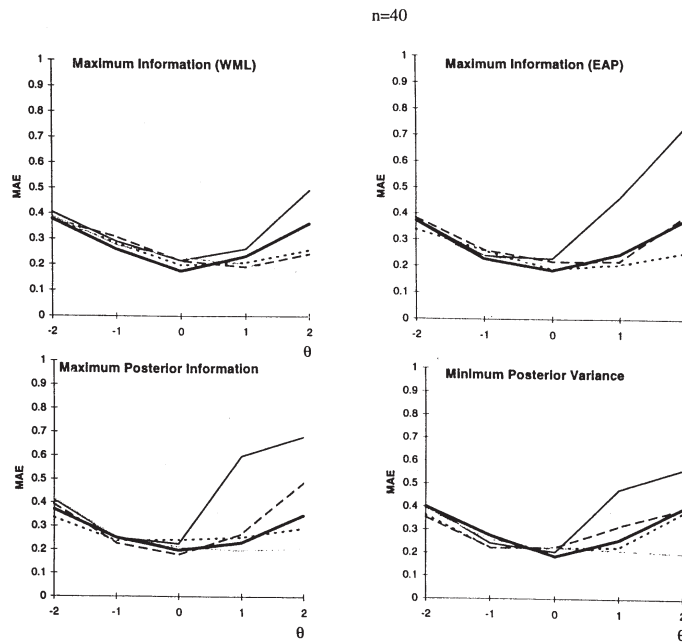 n=40
Maximum Information (WML)
1
0.9
0.8
0.7
0.6
0.5
0.4
0.3
0.2
0.1
0
MAE
-2 -1 0 1 2
θ
Maximum Information (EAP)
1
0.9
0.8
0.7
0.6
0.5
0.4
0.3
0.2
0.1
0
MAE
-2 -1 0 1 2
Maximum Posterior Information
1
0.9
0.8
0.7
0.6
0.5
0.4
0.3
0.2
0.1
0
MAE
-2 -1 0 1 2
θ
Minimum Posterior Variance
1
0.9
0.8
0.7
0.6
0.5
0.4
0.3
0.2
0.1
0
MAE
-2 -1 0 1 2
θ